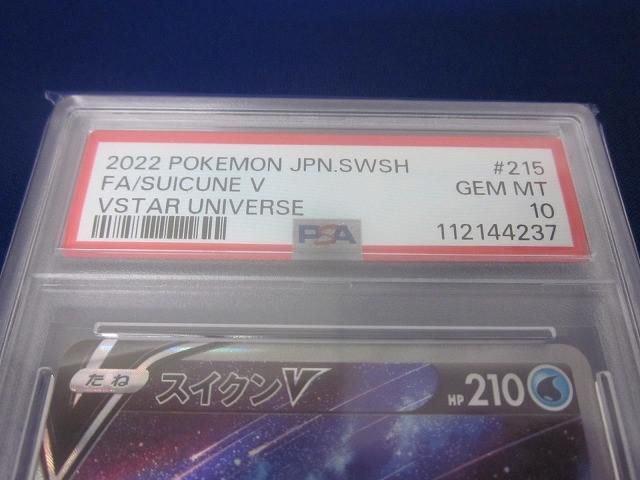 2022 POKEMON JPN.SWSH #215
FA/SUICUNE V GEM MT
VSTAR UNIVERSE 10
PSA 112144237
たね スイクンV HP 210